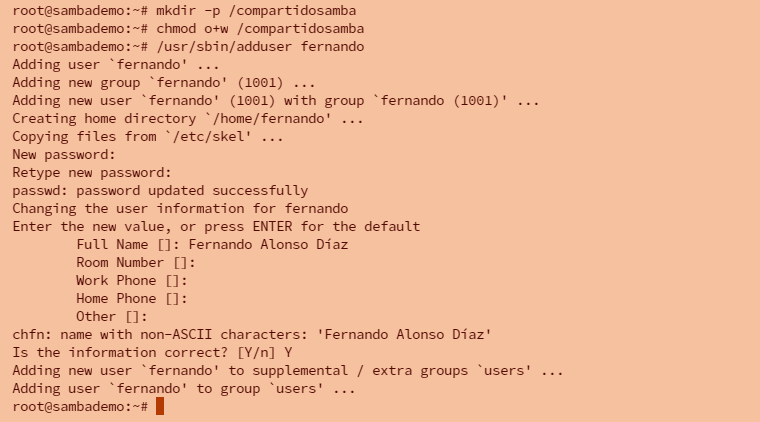 root@sambademo:~# mkdir -p /compartidosamba
root@sambademo:~# chmod o+w /compartidosamba
root@sambademo:~# /usr/sbin/adduser fernando
Adding user `fernando' ...
Adding new group `fernando' (1001) ...
Adding new user `fernando' (1001) with group `fernando (1001)' ...
Creating home directory `/home/fernando' ...
Copying files from `/etc/skel' ...
New password:
Retype new password:
passwd: password updated successfully
Changing the user information for fernando
Enter the new value, or press ENTER for the default
        Full Name []: Fernando Alonso Díaz
        Room Number []:
        Work Phone []:
        Home Phone []:
        Other []:
chfn: name with non-ASCII characters: 'Fernando Alonso Díaz'
Is the information correct? [Y/n] Y
Adding new user `fernando' to supplemental / extra groups `users' ...
Adding user `fernando' to group `users' ...
root@sambademo:~#